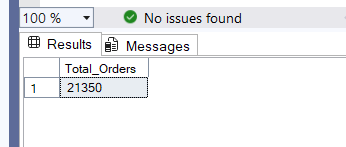 100 % No issues found
Results Messages
Total_Orders
1 21350